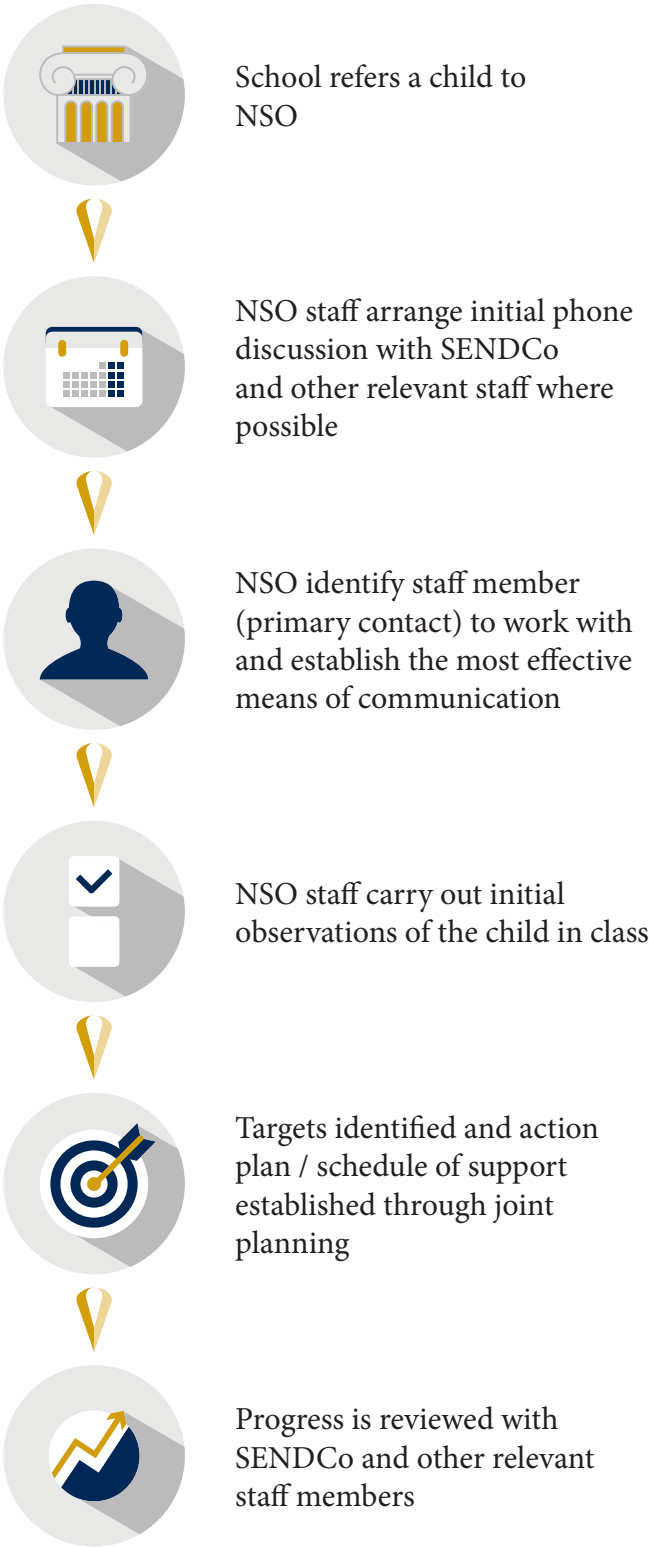 School refers a child to
NSO
NSO staff arrange initial phone
discussion with SENDCo
and other relevant staff where
possible
NSO identify staff member
(primary contact) to work with
and establish the most effective
means of communication
NSO staff carry out initial
observations of the child in class
Targets identified and action
plan / schedule of support
established through joint
planning
Progress is reviewed with
SENDCo and other relevant
staff members